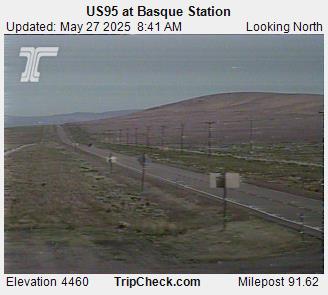 US95 at Basque Station
Updated: May 27 2025 8:41 AM Looking North
Elevation 4460 TripCheck.com Milepost 91.62